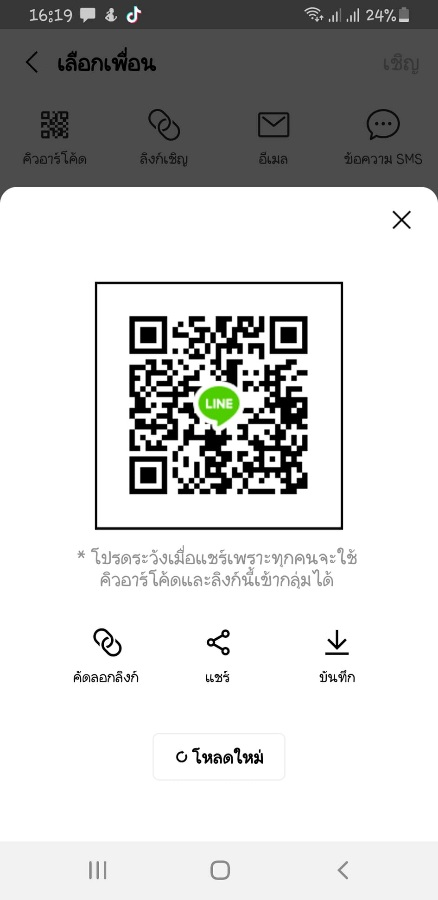 16:19
24%
เลือกเพื่อน
เชิญ
คิวอาร์โค้ด
ลิงก์เชิญ
อีเมล
ข้อความ SMS
LINE
* โปรดระวังเมื่อแชร์เพราะทุกคนจะใช้
คิวอาร์โค้ดและลิงก์นี้เข้ากลุ่มได้
คัดลอกลิงก์
แชร์
บันทึก
โหลดใหม่